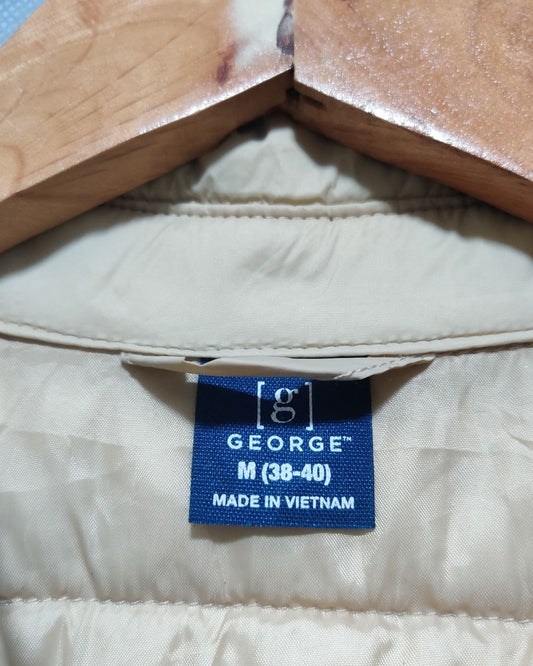 [g]
GEORGE™
M (38-40)
MADE IN VIETNAM